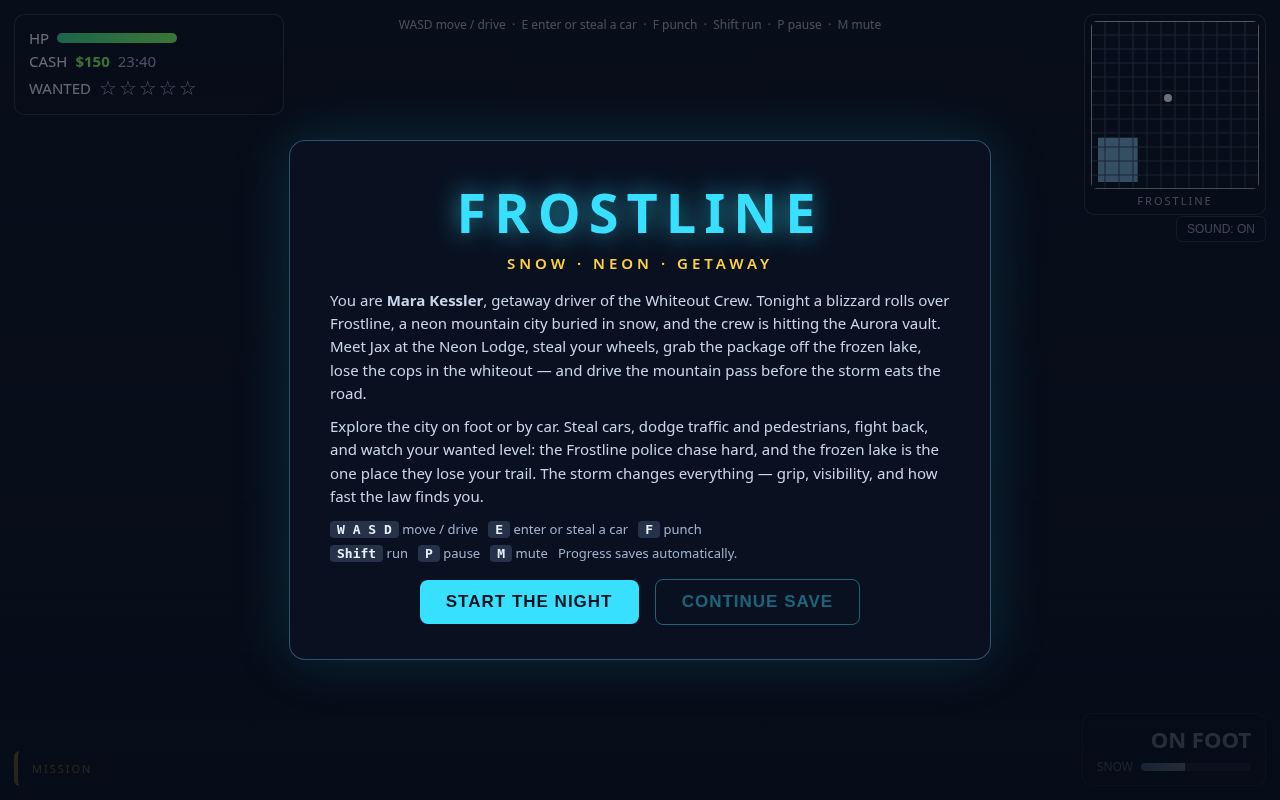 HP
CASH $150 23:40
WANTED ☆☆☆☆☆
WASD move / drive · E enter or steal a car · F punch · Shift run · P pause · M mute
FROSTLINE
SOUND: ON
FROSTLINE
SNOW · NEON · GETAWAY
You are Mara Kessler, getaway driver of the Whiteout Crew. Tonight a blizzard rolls over
Frostline, a neon mountain city buried in snow, and the crew is hitting the Aurora vault.
Meet Jax at the Neon Lodge, steal your wheels, grab the package off the frozen lake,
lose the cops in the whiteout — and drive the mountain pass before the storm eats the
road.
Explore the city on foot or by car. Steal cars, dodge traffic and pedestrians, fight back,
and watch your wanted level: the Frostline police chase hard, and the frozen lake is the
one place they lose your trail. The storm changes everything — grip, visibility, and how
fast the law finds you.
W A S D move / drive E enter or steal a car F punch
Shift run P pause M mute Progress saves automatically.
START THE NIGHT CONTINUE SAVE
MISSION
ON FOOT
SNOW